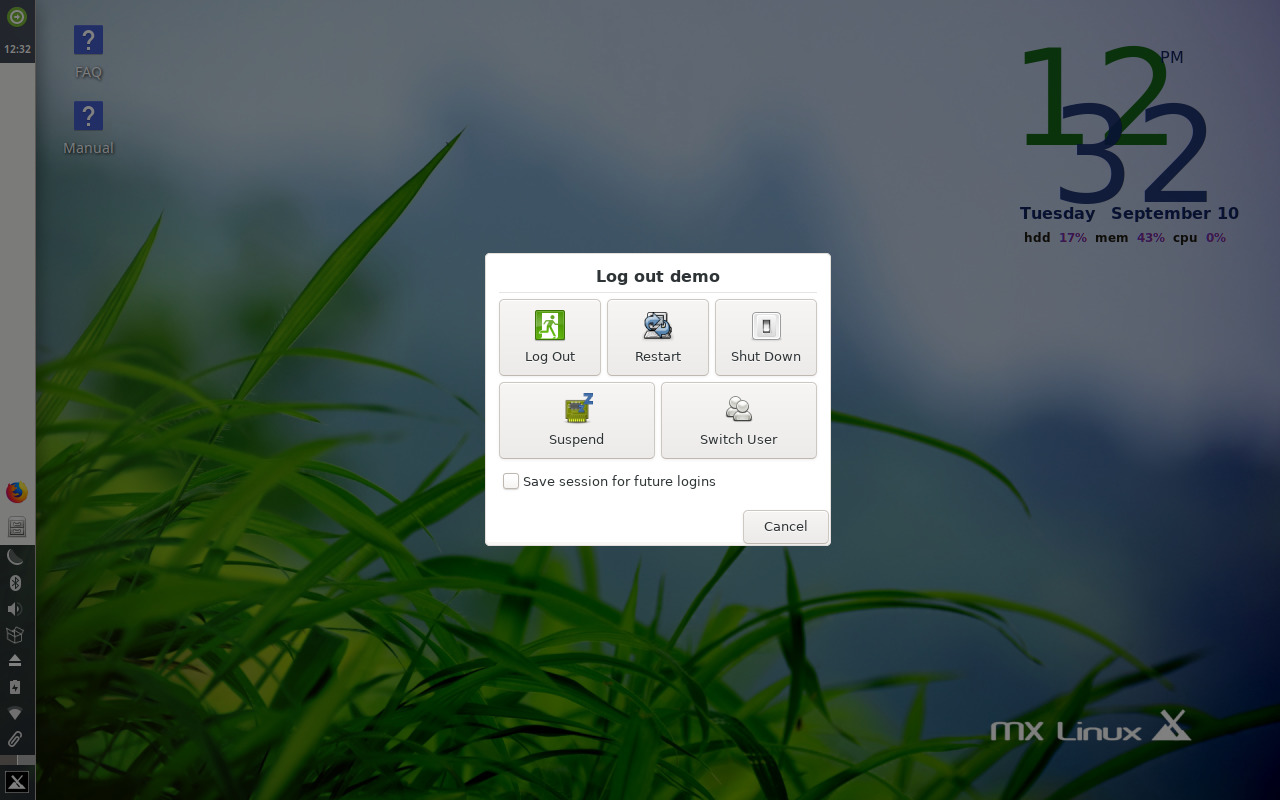 12:32
FAQ
Manual
12 PM
32
Tuesday September 10
hdd 17% mem 43% cpu 0%
Log out demo
Log Out Restart Shut Down
Suspend Switch User
Save session for future logins
Cancel
mx Linux